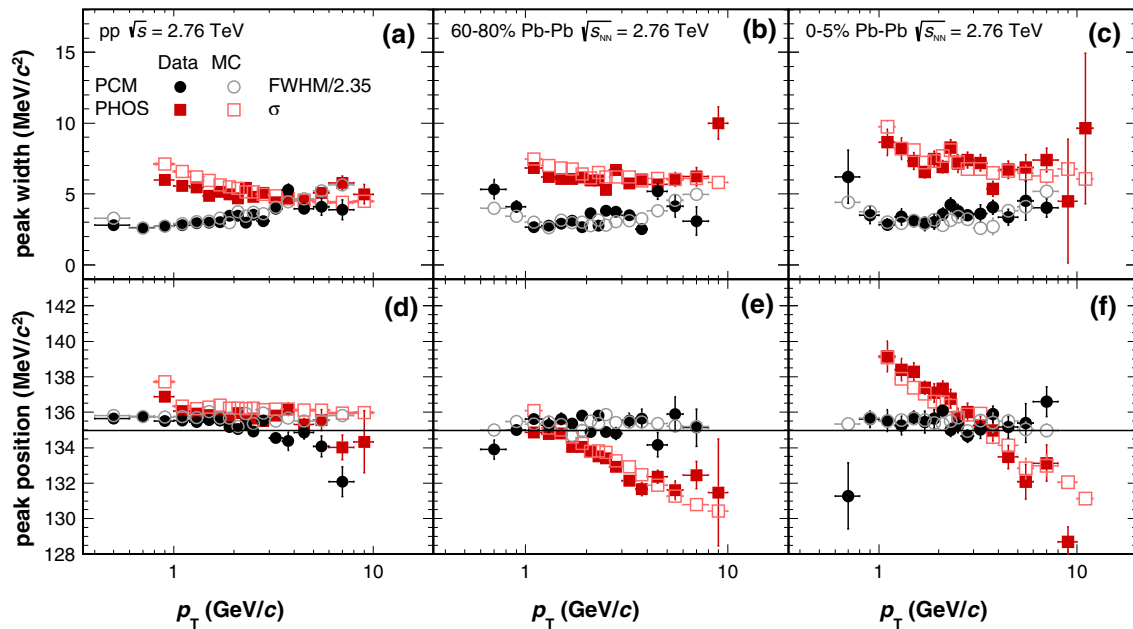 pp √s = 2.76 TeV (a)
60-80% Pb-Pb √sNN = 2.76 TeV (b)
0-5% Pb-Pb √sNN = 2.76 TeV (c)
Data MC
PCM FWHM/2.35
PHOS σ
peak width (MeV/c²)
15
10
5
0
(d)
(e)
(f)
peak position (MeV/c²)
142
140
138
136
134
132
130
128
1 10
1 10
1 10
pT (GeV/c)
pT (GeV/c)
pT (GeV/c)